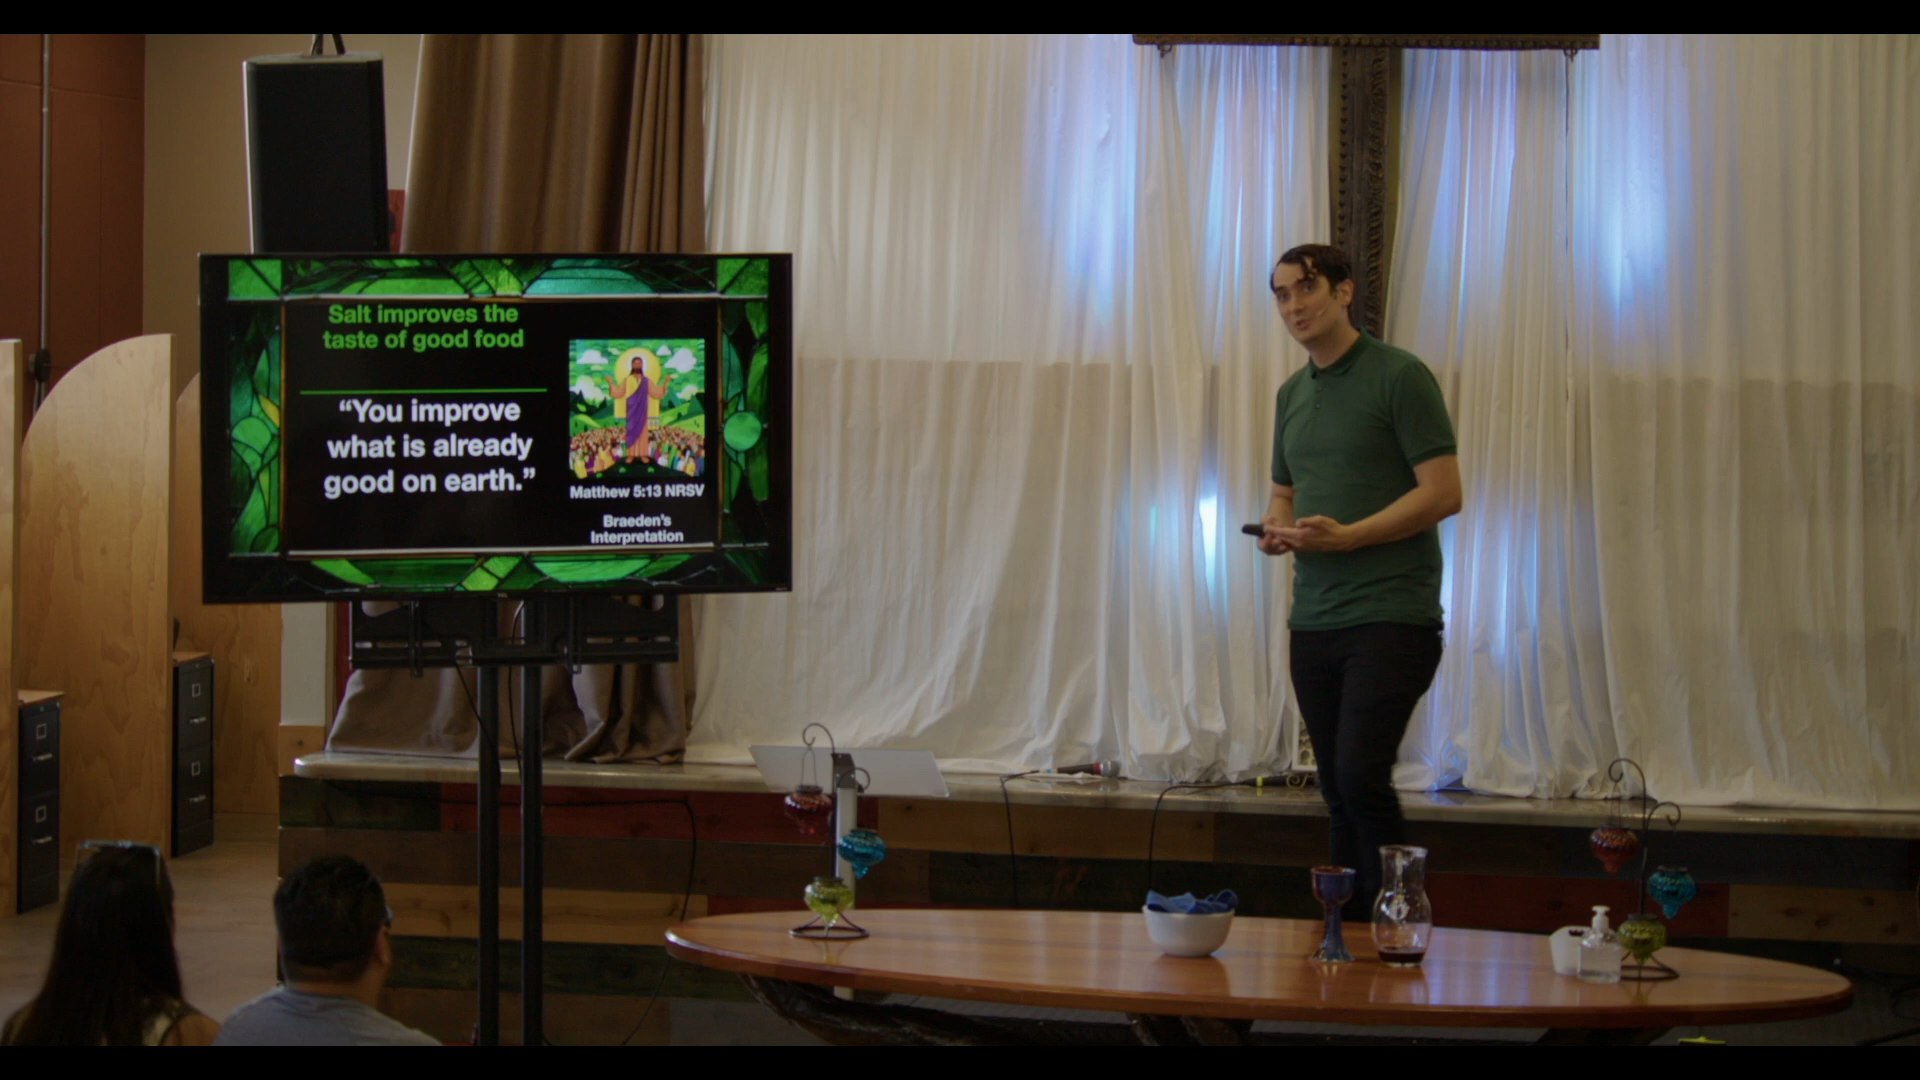 Salt improves the
taste of good food
“You improve
what is already
good on earth.”
Matthew 5:13 NRSV
Braeden's
Interpretation